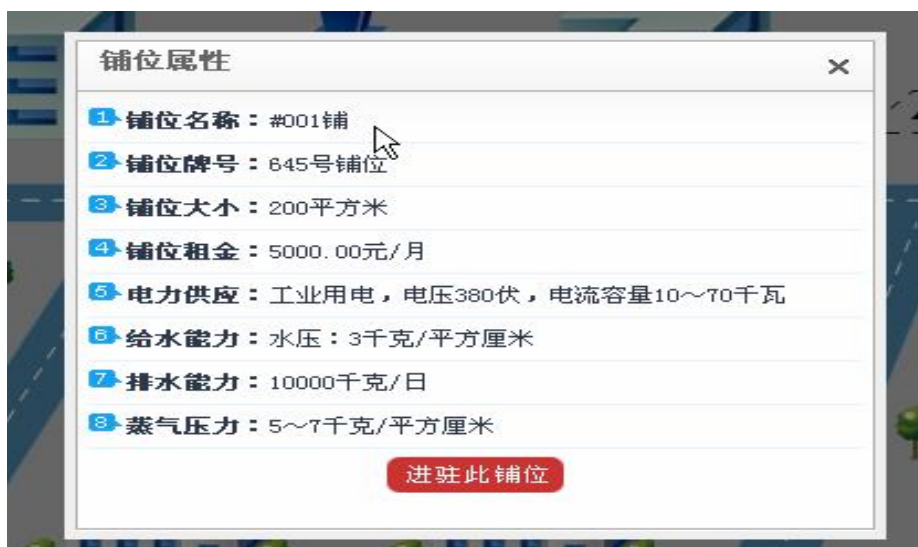 铺位属性
×
1 铺位名称：#001铺
2 铺位牌号：645号铺位
3 铺位大小：200平方米
4 铺位租金：5000.00元/月
5 电力供应：工业用电，电压380伏，电流容量10～70千瓦
6 给水能力：水压：3千克/平方厘米
7 排水能力：10000千克/日
8 蒸气压力：5～7千克/平方厘米
进驻此铺位